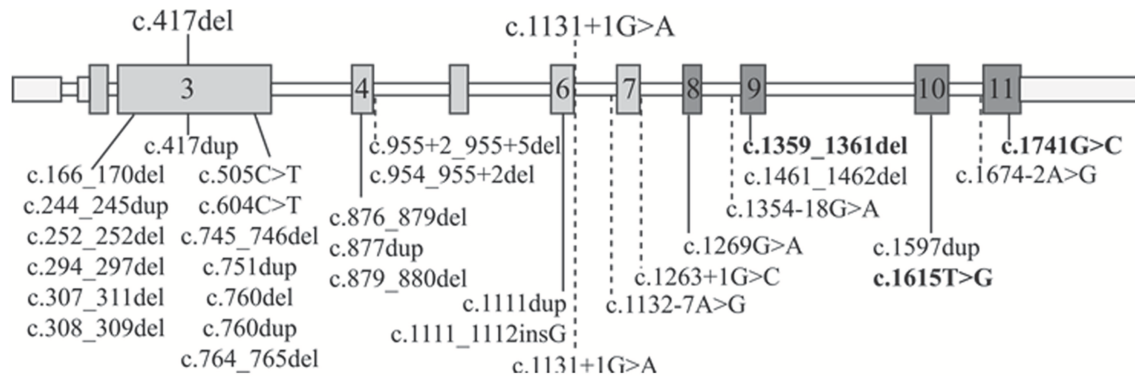 c.417del
c.1131+1G>A
3
4
6
7
8
9
10
11
c.417dup
c.166_170del
c.244_245dup
c.252_252del
c.294_297del
c.307_311del
c.308_309del
c.505C>T
c.604C>T
c.745_746del
c.751dup
c.760del
c.760dup
c.764_765del
c.955+2_955+5del
c.954_955+2del
c.876_879del
c.877dup
c.879_880del
c.1111dup
c.1111_1112insG
c.1131+1G>A
c.1132-7A>G
c.1263+1G>C
c.1269G>A
c.1359_1361del
c.1461_1462del
c.1354-18G>A
c.1597dup
c.1615T>G
c.1741G>C
c.1674-2A>G